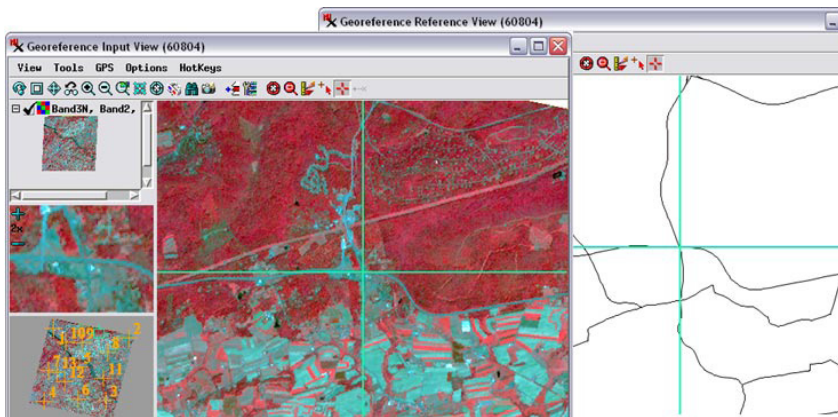 Georeference Reference View (60804)
Georeference Input View (60804)
View Tools GPS Options HotKeys
Band3N, Band2,
2x
1 10 9 2
8
7 13 5
12 11
4 6 3